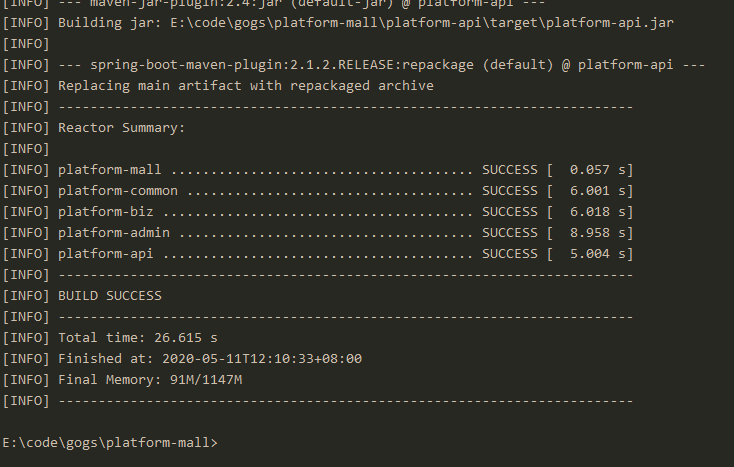 [INFO] --- maven-jar-plugin:2.4:jar (default-jar) @ platform-api ---
[INFO] Building jar: E:\code\gogs\platform-mall\platform-api\target\platform-api.jar
[INFO]
[INFO] --- spring-boot-maven-plugin:2.1.2.RELEASE:repackage (default) @ platform-api ---
[INFO] Replacing main artifact with repackaged archive
[INFO] ------------------------------------------------------------------------
[INFO] Reactor Summary:
[INFO]
[INFO] platform-mall ...................................... SUCCESS [  0.057 s]
[INFO] platform-common .................................... SUCCESS [  6.001 s]
[INFO] platform-biz ....................................... SUCCESS [  6.018 s]
[INFO] platform-admin ..................................... SUCCESS [  8.958 s]
[INFO] platform-api ....................................... SUCCESS [  5.004 s]
[INFO] ------------------------------------------------------------------------
[INFO] BUILD SUCCESS
[INFO] ------------------------------------------------------------------------
[INFO] Total time: 26.615 s
[INFO] Finished at: 2020-05-11T12:10:33+08:00
[INFO] Final Memory: 91M/1147M
[INFO] ------------------------------------------------------------------------
E:\code\gogs\platform-mall>